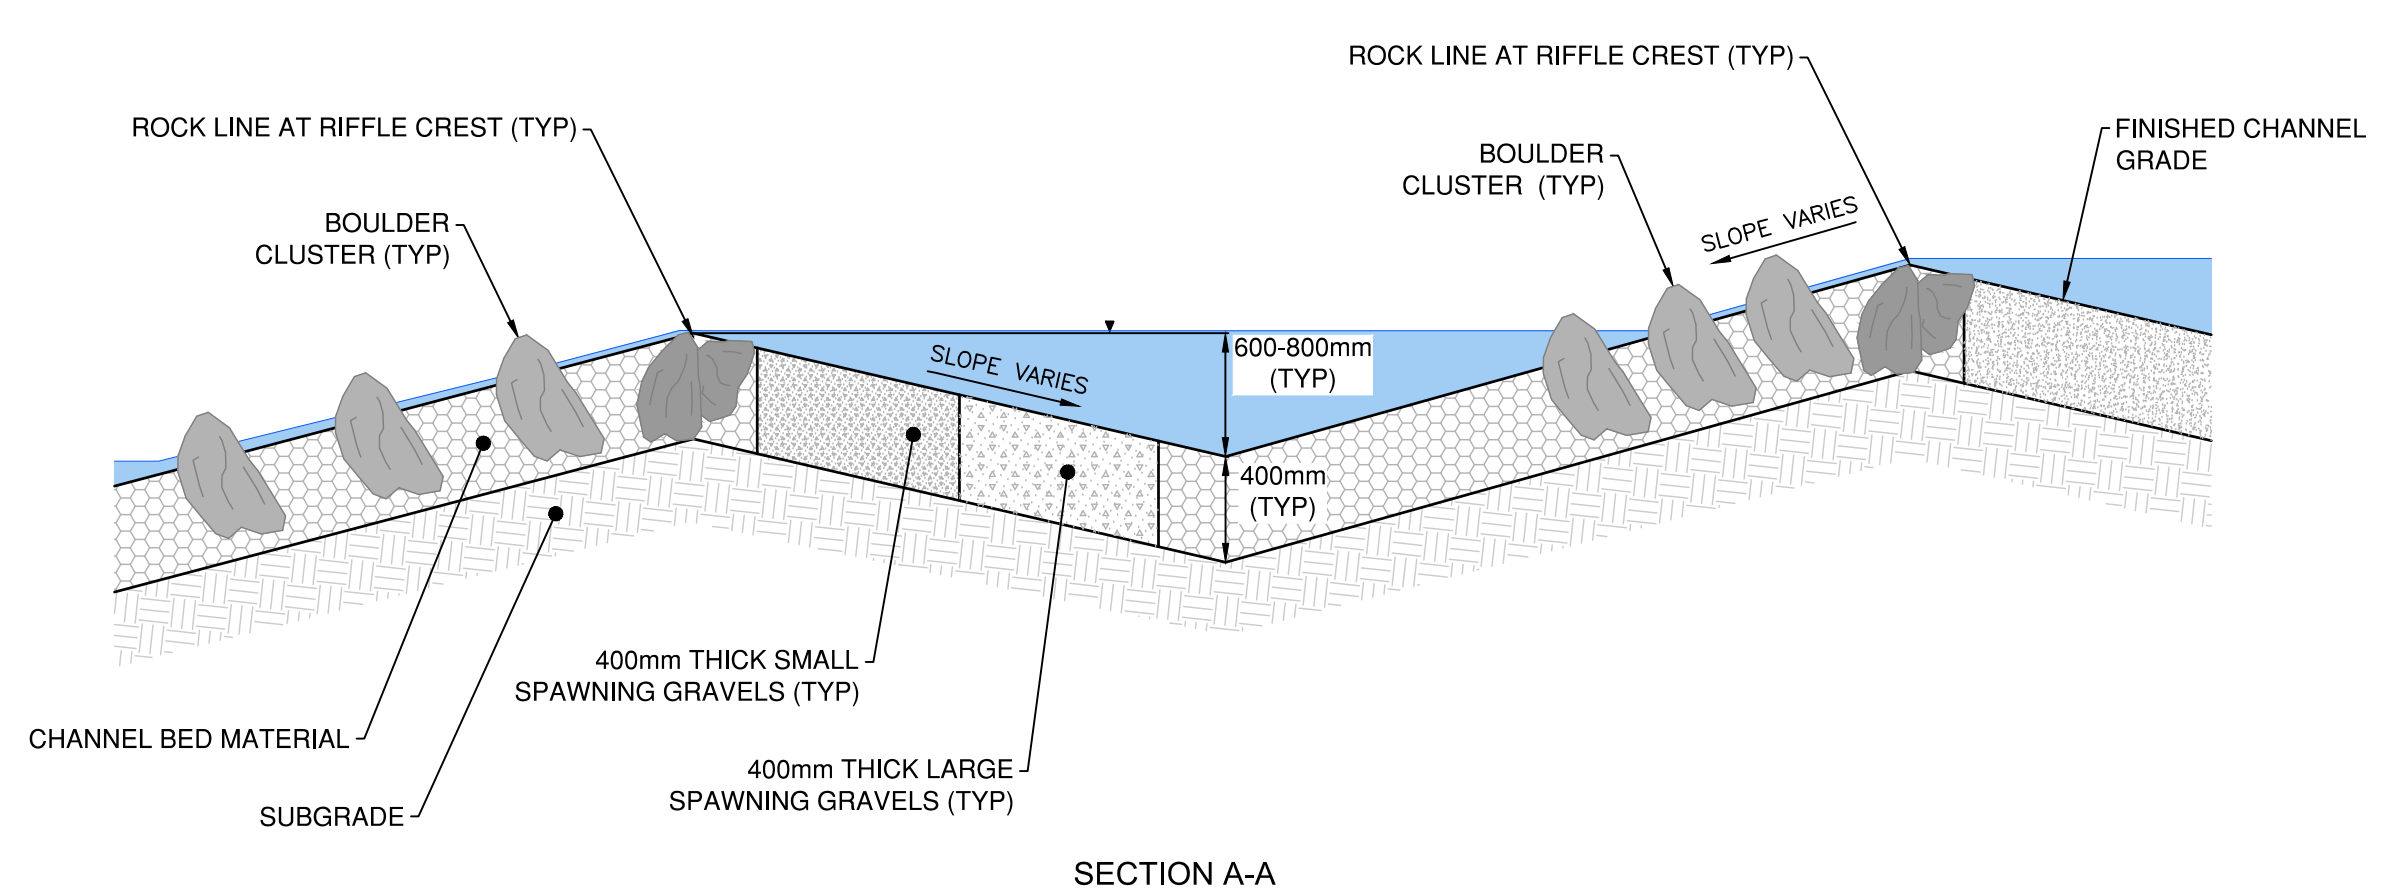 ROCK LINE AT RIFFLE CREST (TYP)
ROCK LINE AT RIFFLE CREST (TYP)
FINISHED CHANNEL
GRADE
BOULDER
CLUSTER (TYP)
SLOPE VARIES
BOULDER
CLUSTER (TYP)
SLOPE VARIES
600-800mm
(TYP)
400mm
(TYP)
400mm THICK SMALL
SPAWNING GRAVELS (TYP)
CHANNEL BED MATERIAL
400mm THICK LARGE
SPAWNING GRAVELS (TYP)
SUBGRADE
SECTION A-A